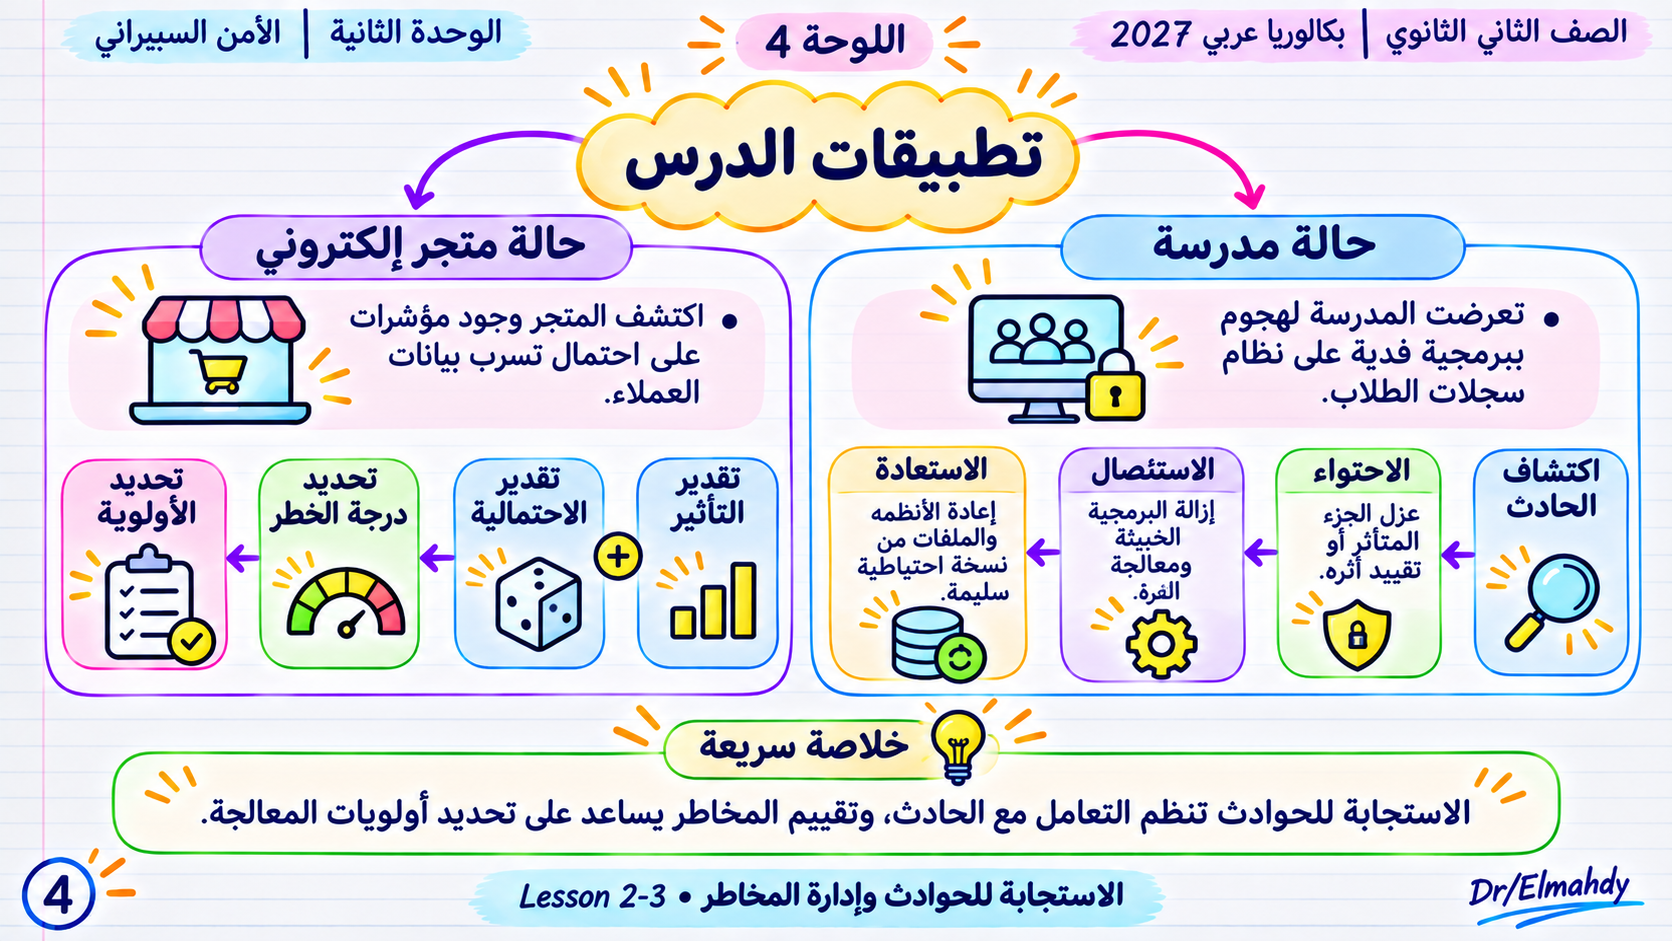 الصف الثاني الثانوي | بكالوريا عربي 2027
اللوحة 4
الوحدة الثانية | الأمن السيبراني
تطبيقات الدرس
حالة مدرسة
تعرضت المدرسة لهجوم
ببرمجية فدية على نظام
سجلات الطلاب.
اكتشاف
الحادث
الاحتواء
عزل الجزء
المتأثر أو
تقييد أثره.
الاستئصال
إزالة البرمجية
الخبيثة
ومعالجة
الثغرة.
الاستعادة
إعادة الأنظمه
والملفات من
نسخة احتياطية
سليمة.
حالة متجر إلكتروني
• اكتشف المتجر وجود مؤشرات
على احتمال تسرب بيانات
العملاء.
تقدير
التأثير
+
تقدير
الاحتمالية
تحديد
درجة الخطر
تحديد
الأولوية
خلاصة سريعة
الاستجابة للحوادث تنظم التعامل مع الحادث، وتقييم المخاطر يساعد على تحديد أولويات المعالجة.
4
الاستجابة للحوادث وإدارة المخاطر • Lesson 2-3
Dr/Elmahdy